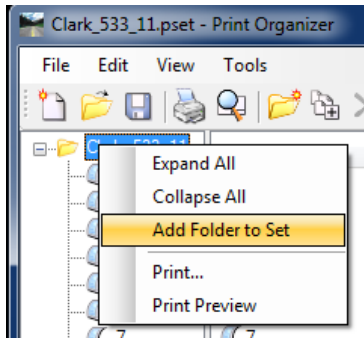 Clark_533_11.pset - Print Organizer
File Edit View Tools
Clark_533_11
Expand All
Collapse All
Add Folder to Set
Print...
Print Preview
7 7